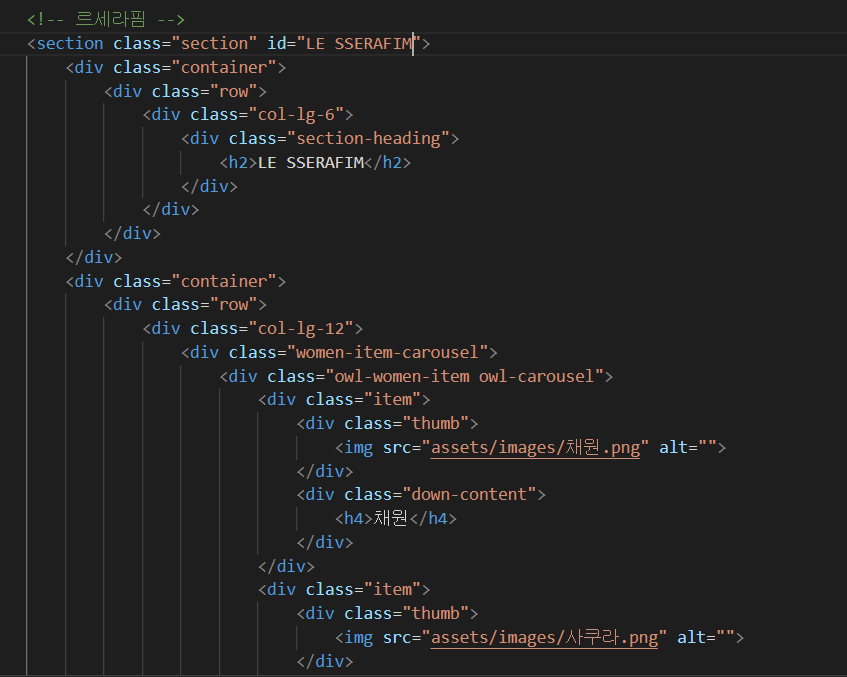 <!-- 르세라핌 -->
<section class="section" id="LE SSERAFIM">
<div class="container">
<div class="row">
<div class="col-lg-6">
<div class="section-heading">
<h2>LE SSERAFIM</h2>
</div>
</div>
</div>
</div>
<div class="container">
<div class="row">
<div class="col-lg-12">
<div class="women-item-carousel">
<div class="owl-women-item owl-carousel">
<div class="item">
<div class="thumb">
<img src="assets/images/채원.png" alt="">
</div>
<div class="down-content">
<h4>채원</h4>
</div>
</div>
<div class="item">
<div class="thumb">
<img src="assets/images/사쿠라.png" alt="">
</div>